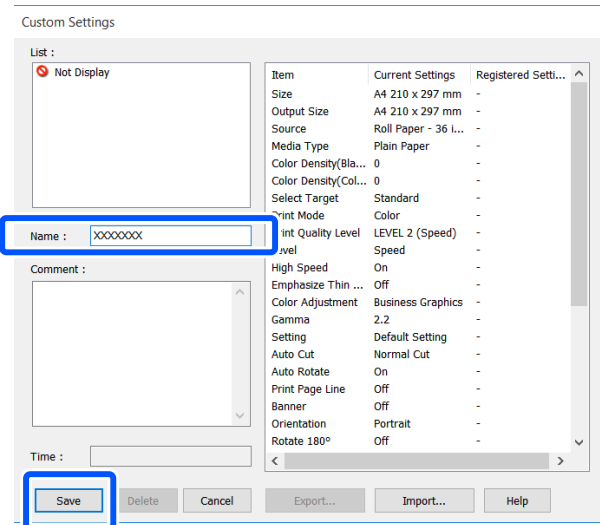 Custom Settings
List :
Not Display
Item Current Settings Registered Setti...
Size A4 210 x 297 mm -
Output Size A4 210 x 297 mm -
Source Roll Paper - 36 i... -
Media Type Plain Paper -
Color Density(Bla... 0 -
Color Density(Col... 0 -
Select Target Standard -
Print Mode Color -
Name : XXXXXXX
Print Quality Level LEVEL 2 (Speed) -
Level Speed -
Comment :
High Speed On -
Emphasize Thin ... Off -
Color Adjustment Business Graphics -
Gamma 2.2 -
Setting Default Setting -
Auto Cut Normal Cut -
Auto Rotate On -
Print Page Line Off -
Banner Off -
Orientation Portrait -
Rotate 180° Off -
Time :
Save Delete Cancel Export... Import... Help